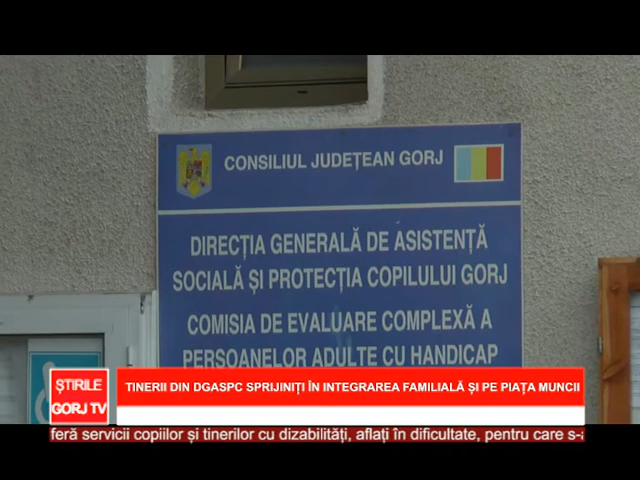 CONSILIUL JUDEȚEAN GORJ
DIRECȚIA GENERALĂ DE ASISTENȚĂ
SOCIALĂ ȘI PROTECȚIA COPILULUI GORJ
COMISIA DE EVALUARE COMPLEXĂ A
PERSOANELOR ADULTE CU HANDICAP
ȘTIRILE
GORJ TV
TINERII DIN DGASPC SPRIJINIȚI ÎN INTEGRAREA FAMILIALĂ ȘI PE PIAȚA MUNCII
feră servicii copiilor și tinerilor cu dizabilități, aflați în dificultate, pentru care s-a